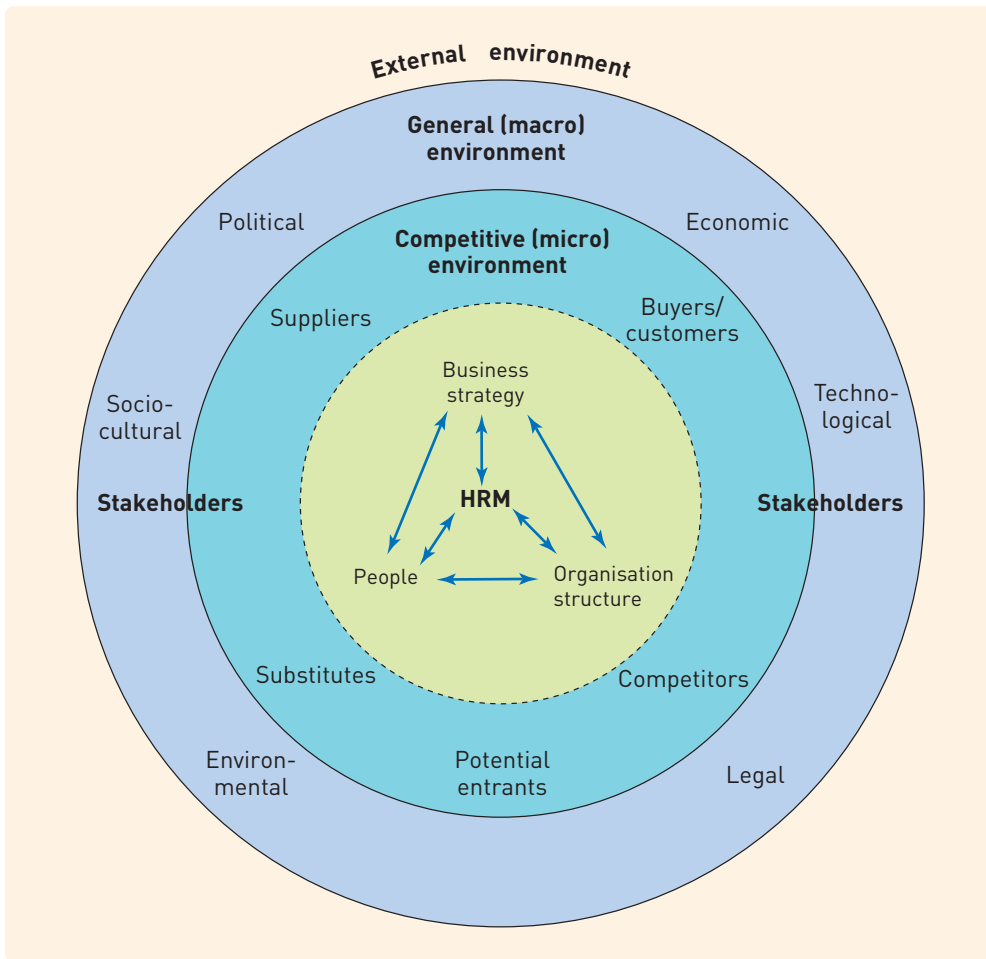 External environment
General (macro)
environment
Political
Economic
Competitive (micro)
environment
Suppliers
Buyers/
customers
Business
strategy
Socio-
cultural
Techno-
logical
Stakeholders
HRM
Stakeholders
People
Organisation
structure
Substitutes
Competitors
Environ-
mental
Potential
entrants
Legal